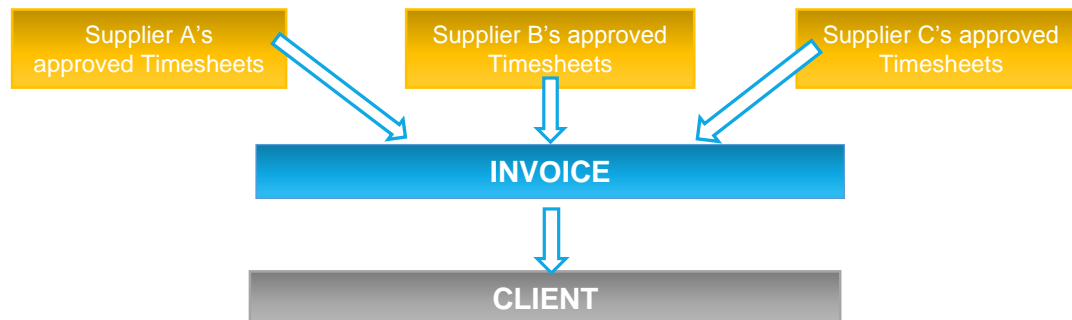 Supplier A’s
approved Timesheets
Supplier B’s approved
Timesheets
Supplier C’s approved
Timesheets
INVOICE
CLIENT